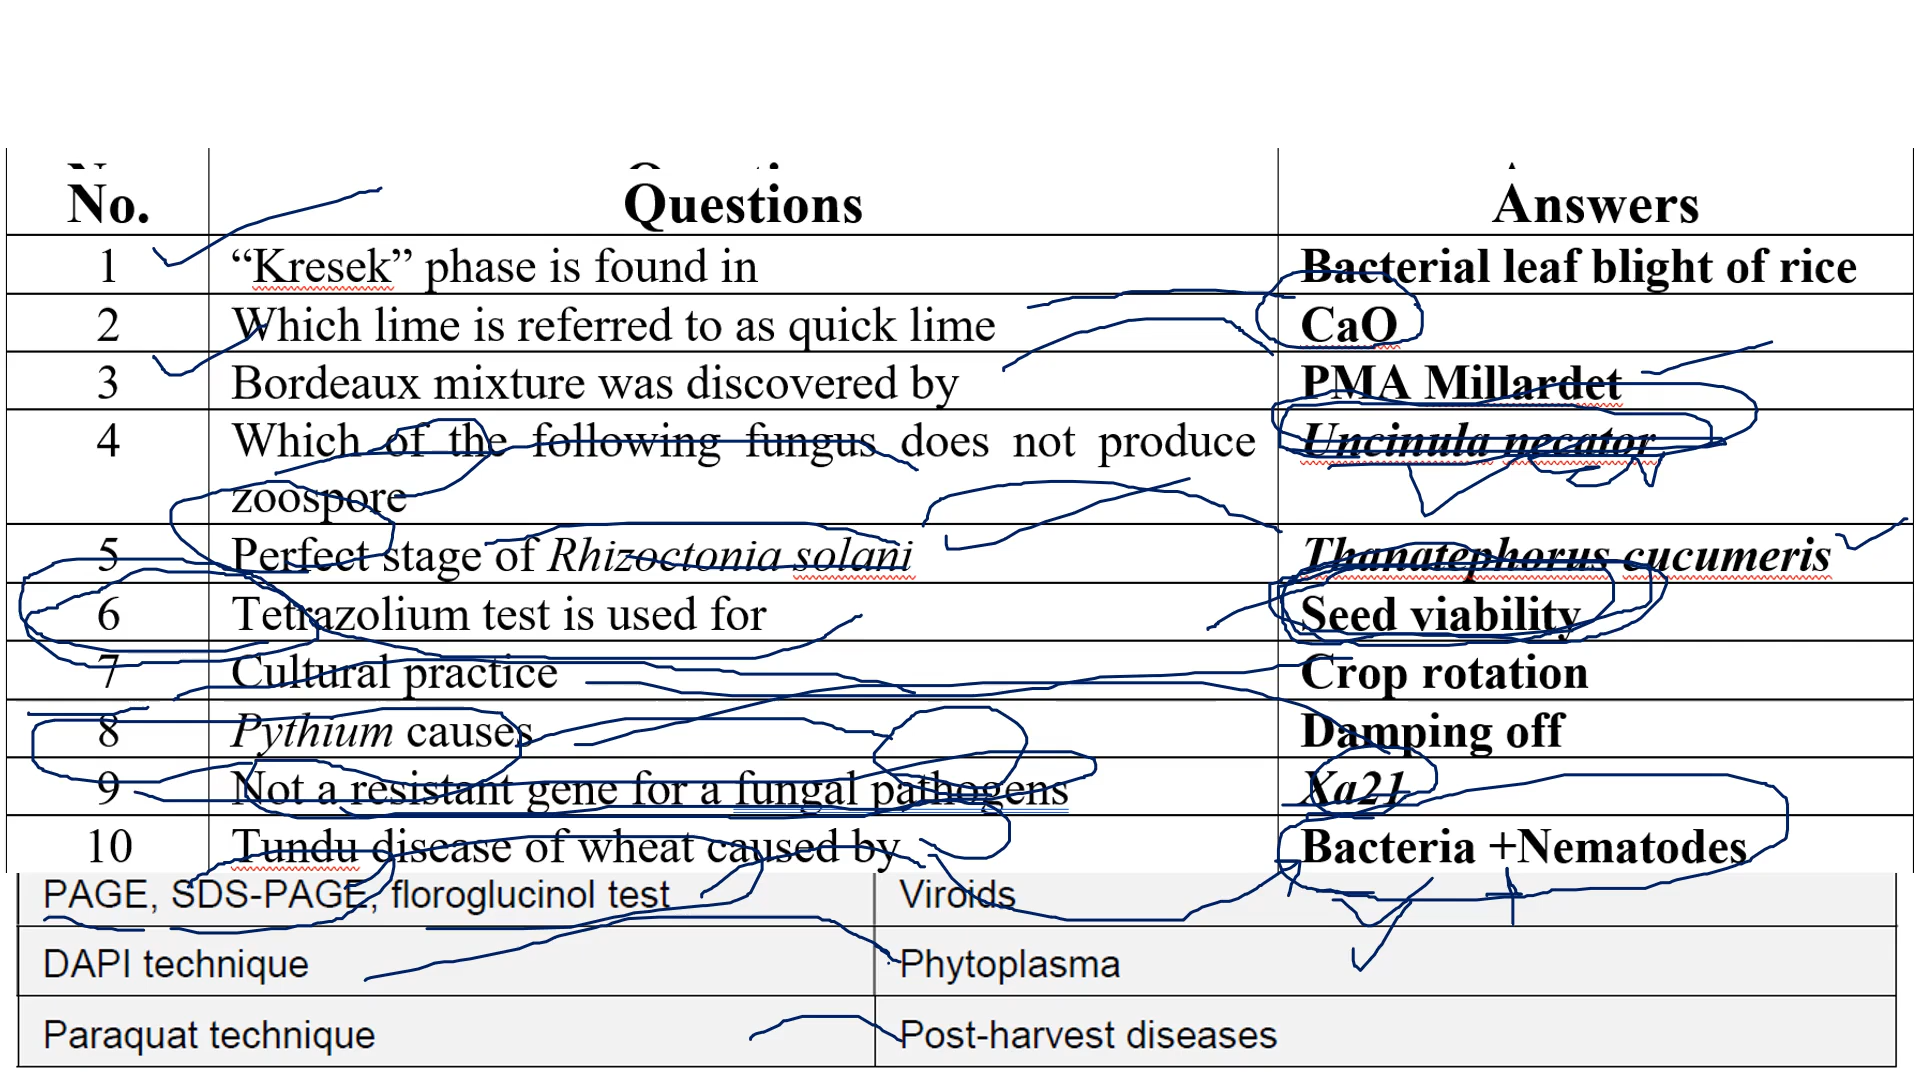 No. Questions Answers
1 “Kresek” phase is found in Bacterial leaf blight of rice
2 Which lime is referred to as quick lime CaO
3 Bordeaux mixture was discovered by PMA Millardet
4 Which of the following fungus does not produce Uncinula necator
zoospore
5 Perfect stage of Rhizoctonia solani Thanatephorus cucumeris
6 Tetrazolium test is used for Seed viability
7 Cultural practice Crop rotation
8 Pythium causes Damping off
9 Not a resistant gene for a fungal pathogens Xa21
10 Tundu disease of wheat caused by Bacteria +Nematodes
PAGE, SDS-PAGE, floroglucinol test Viroids
DAPI technique Phytoplasma
Paraquat technique Post-harvest diseases